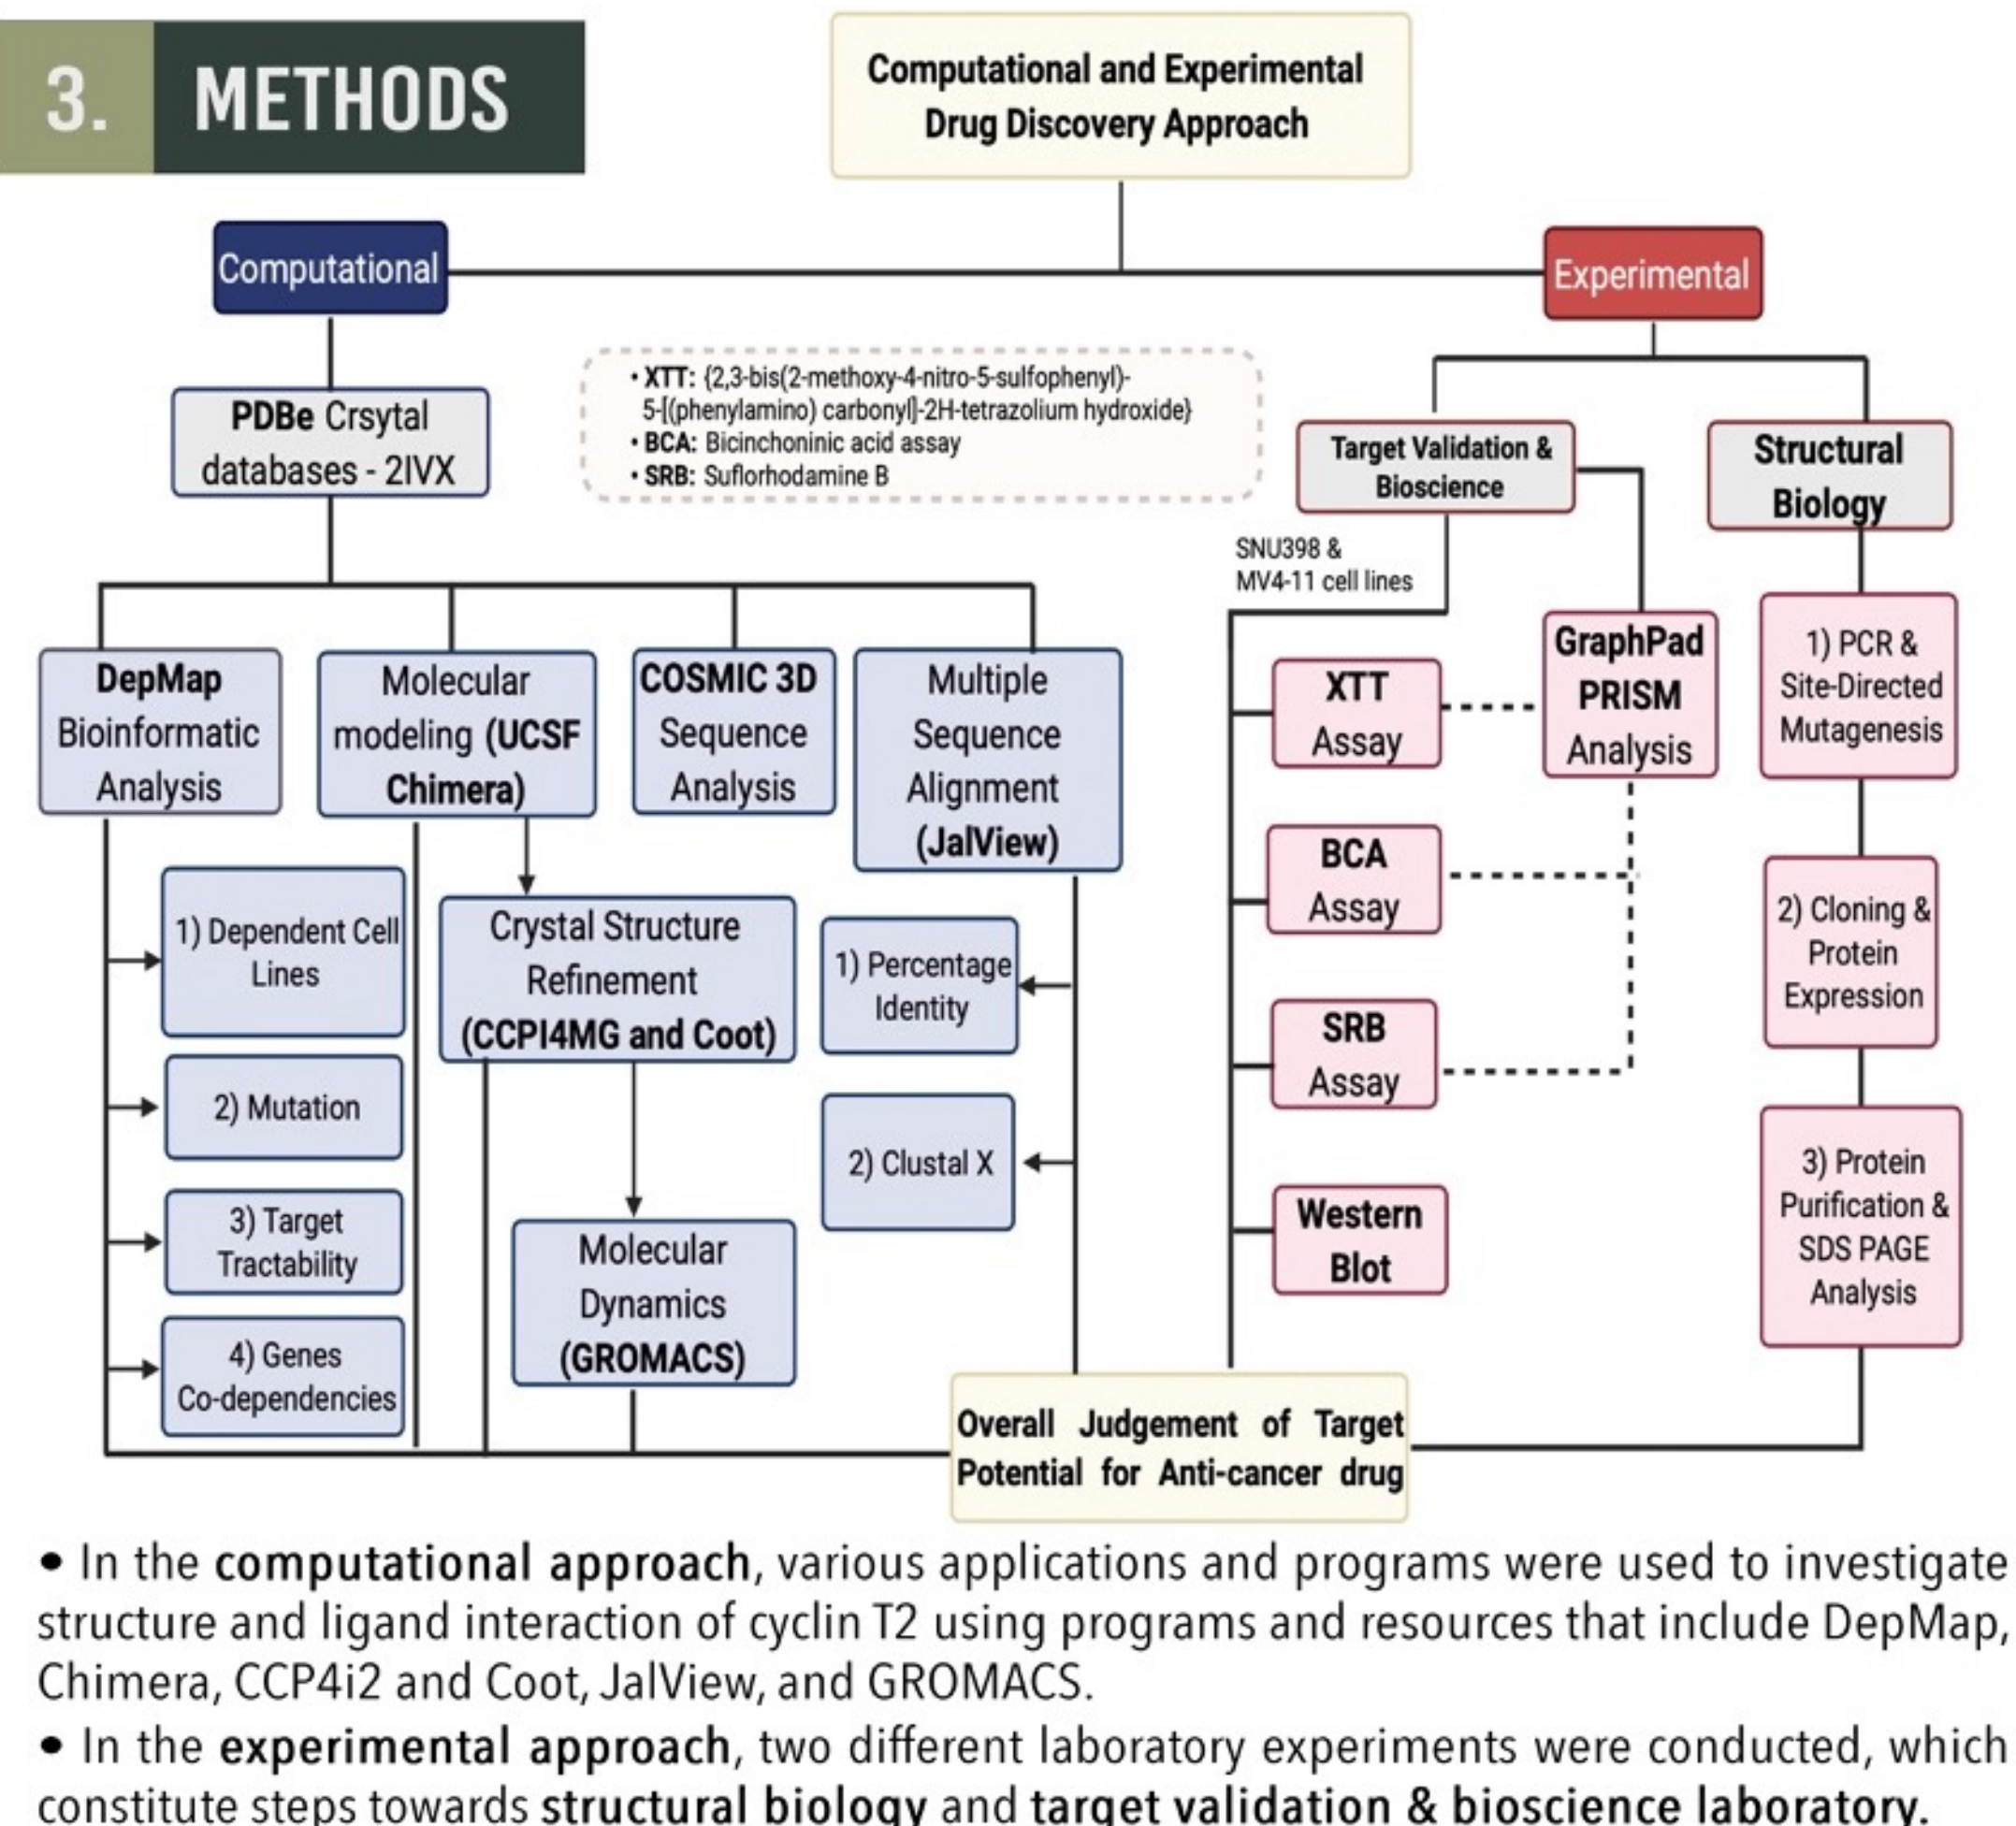 3. METHODS
Computational and Experimental
Drug Discovery Approach
Computational
Experimental
PDBe Crsytal
databases - 2IVX
• XTT: {2,3-bis(2-methoxy-4-nitro-5-sulfophenyl)-
5-[(phenylamino) carbonyl]-2H-tetrazolium hydroxide}
• BCA: Bicinchoninic acid assay
• SRB: Suflorhodamine B
Target Validation &
Bioscience
Structural
Biology
SNU398 &
MV4-11 cell lines
DepMap
Bioinformatic
Analysis
Molecular
modeling (UCSF
Chimera)
COSMIC 3D
Sequence
Analysis
Multiple
Sequence
Alignment
(JalView)
1) Dependent Cell
Lines
2) Mutation
3) Target
Tractability
4) Genes
Co-dependencies
Crystal Structure
Refinement
(CCPI4MG and Coot)
Molecular
Dynamics
(GROMACS)
1) Percentage
Identity
2) Clustal X
XTT
Assay
BCA
Assay
SRB
Assay
Western
Blot
GraphPad
PRISM
Analysis
1) PCR &
Site-Directed
Mutagenesis
2) Cloning &
Protein
Expression
3) Protein
Purification &
SDS PAGE
Analysis
Overall Judgement of Target
Potential for Anti-cancer drug
• In the computational approach, various applications and programs were used to investigate
structure and ligand interaction of cyclin T2 using programs and resources that include DepMap,
Chimera, CCP4i2 and Coot, JalView, and GROMACS.
• In the experimental approach, two different laboratory experiments were conducted, which
constitute steps towards structural biology and target validation & bioscience laboratory.